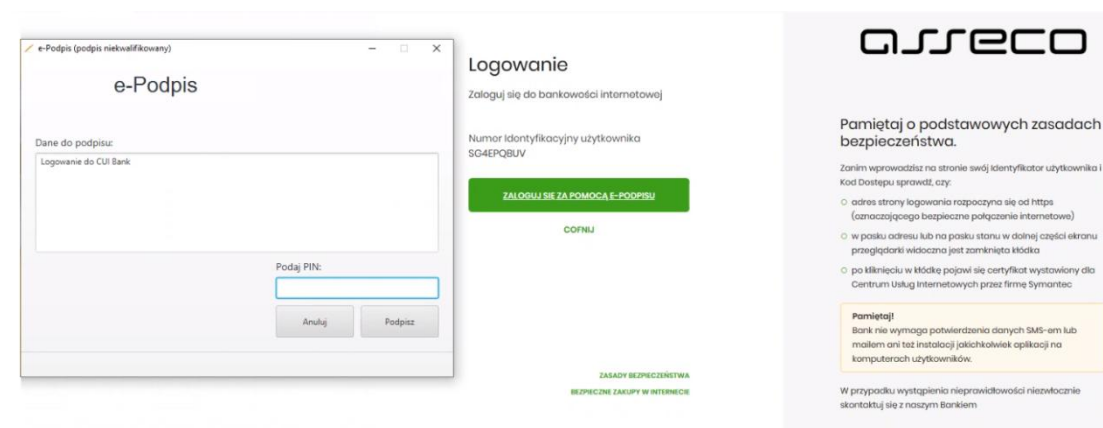 e-Podpis (podpis niekwalifikowany)
e-Podpis
Dane do podpisu:
Logowanie do CUI Bank
Podaj PIN:
Anuluj
Podpisz
Logowanie
Zaloguj się do bankowości internetowej
Numer Identyfikacyjny użytkownika
SG4EPQBUV
ZALOGUJ SIĘ ZA POMOCĄ E-PODPISU
COFNIJ
ZASADY BEZPIECZEŃSTWA
BEZPIECZNE ZAKUPY W INTERNECIE
asseco
Pamiętaj o podstawowych zasadach
bezpieczeństwa.
Zanim wprowadzisz na stronie swój Identyfikator użytkownika i
Kod Dostępu sprawdź, czy:
adres strony logowania rozpoczyna się od https
(oznaczającego bezpieczne połączenie internetowe)
w pasku adresu lub na pasku stanu w dolnej części ekranu
przeglądarki widoczna jest zamknięta kłódka
po kliknięciu w kłódkę pojawi się certyfikat wystawiony dla
Centrum Usług Internetowych przez firmę Symantec
Pamiętaj!
Bank nie wymaga potwierdzenia danych SMS-em lub
mailem ani też instalacji jakichkolwiek aplikacji na
komputerach użytkowników.
W przypadku wystąpienia nieprawidłowości niezwłocznie
skontaktuj się z naszym Bankiem